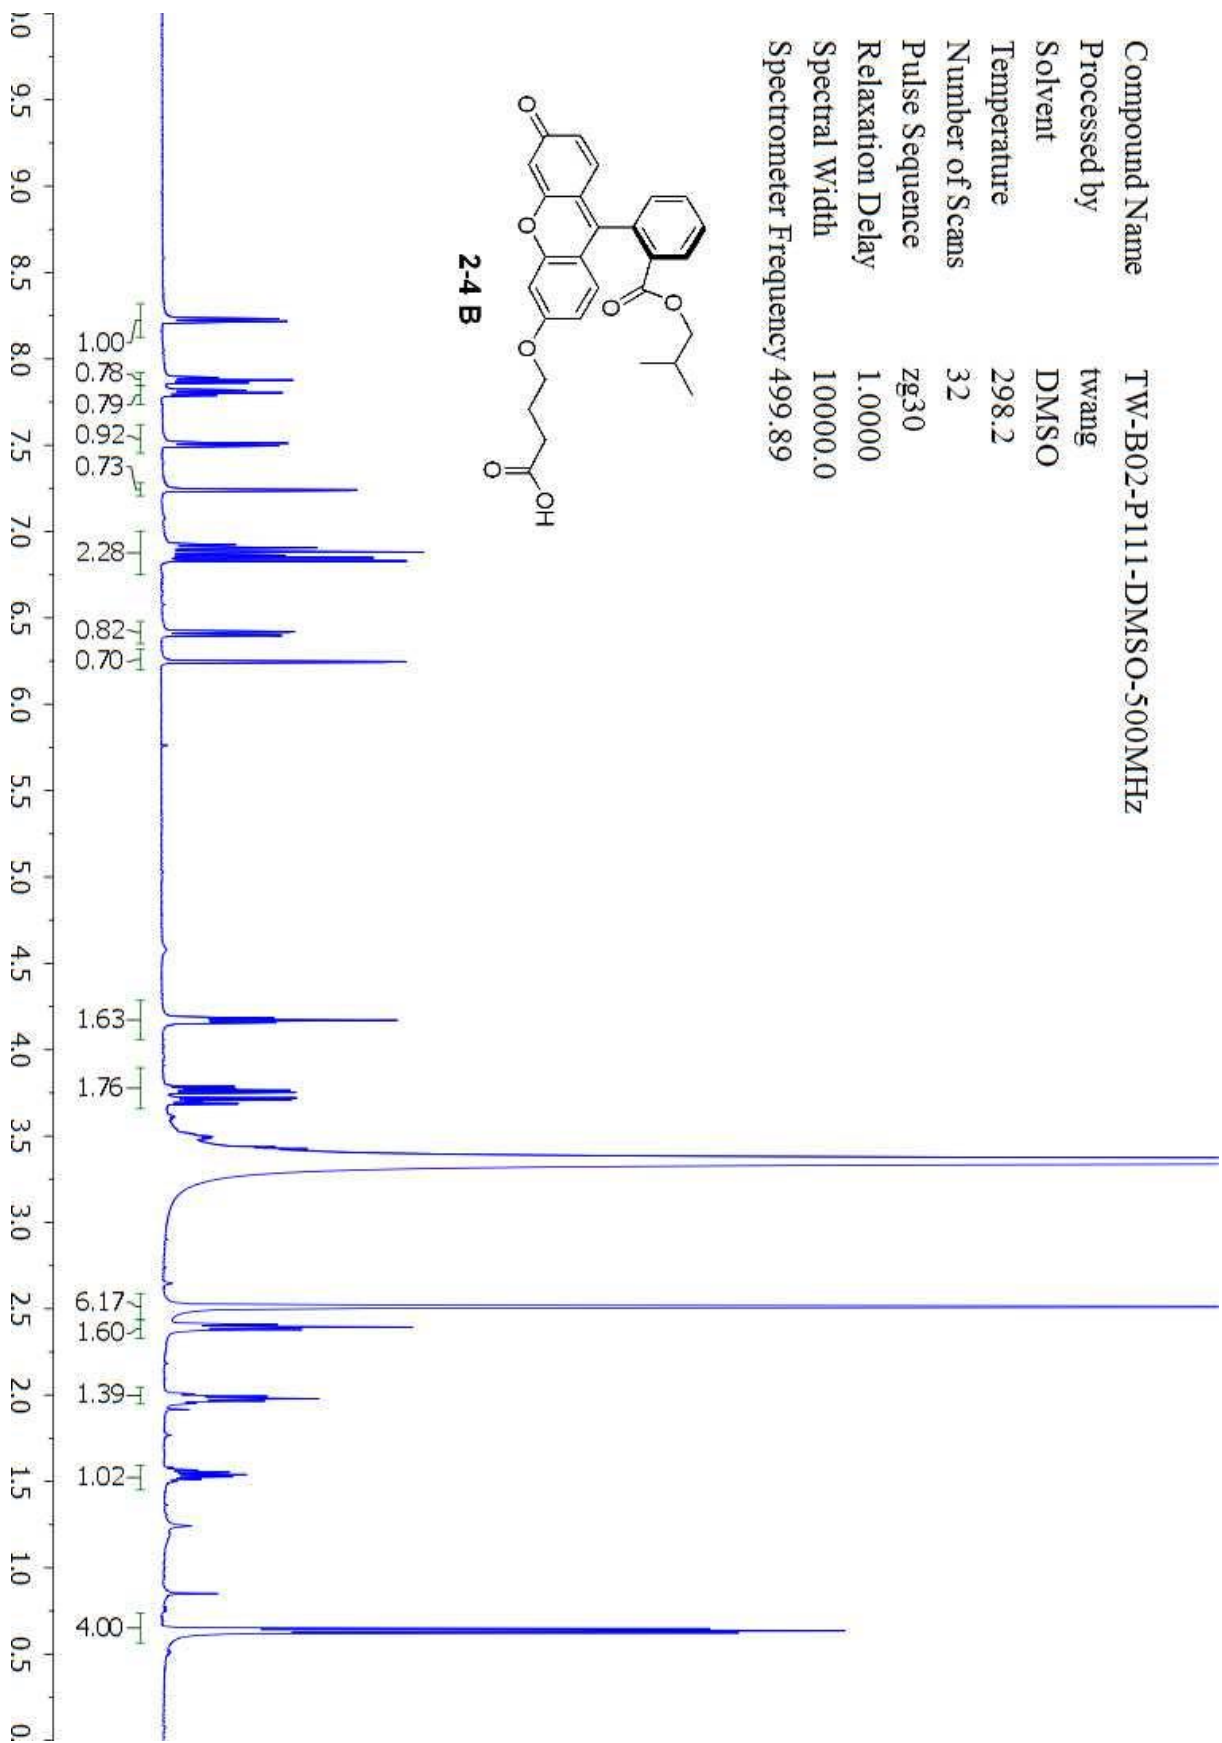 Compound Name TW-B02-P111-DMSO-500MHz
Processed by twang
Solvent DMSO
Temperature 298.2
Number of Scans 32
Pulse Sequence zg30
Relaxation Delay 1.0000
Spectral Width 10000.0
Spectrometer Frequency 499.89
O
O
O
O
O
O
OH
2-4 B
1.00
0.78
0.79
0.92
0.73
2.28
0.82
0.70
1.63
1.76
6.17
1.60
1.39
1.02
4.00
9.5 9.0 8.5 8.0 7.5 7.0 6.5 6.0 5.5 5.0 4.5 4.0 3.5 3.0 2.5 2.0 1.5 1.0 0.5